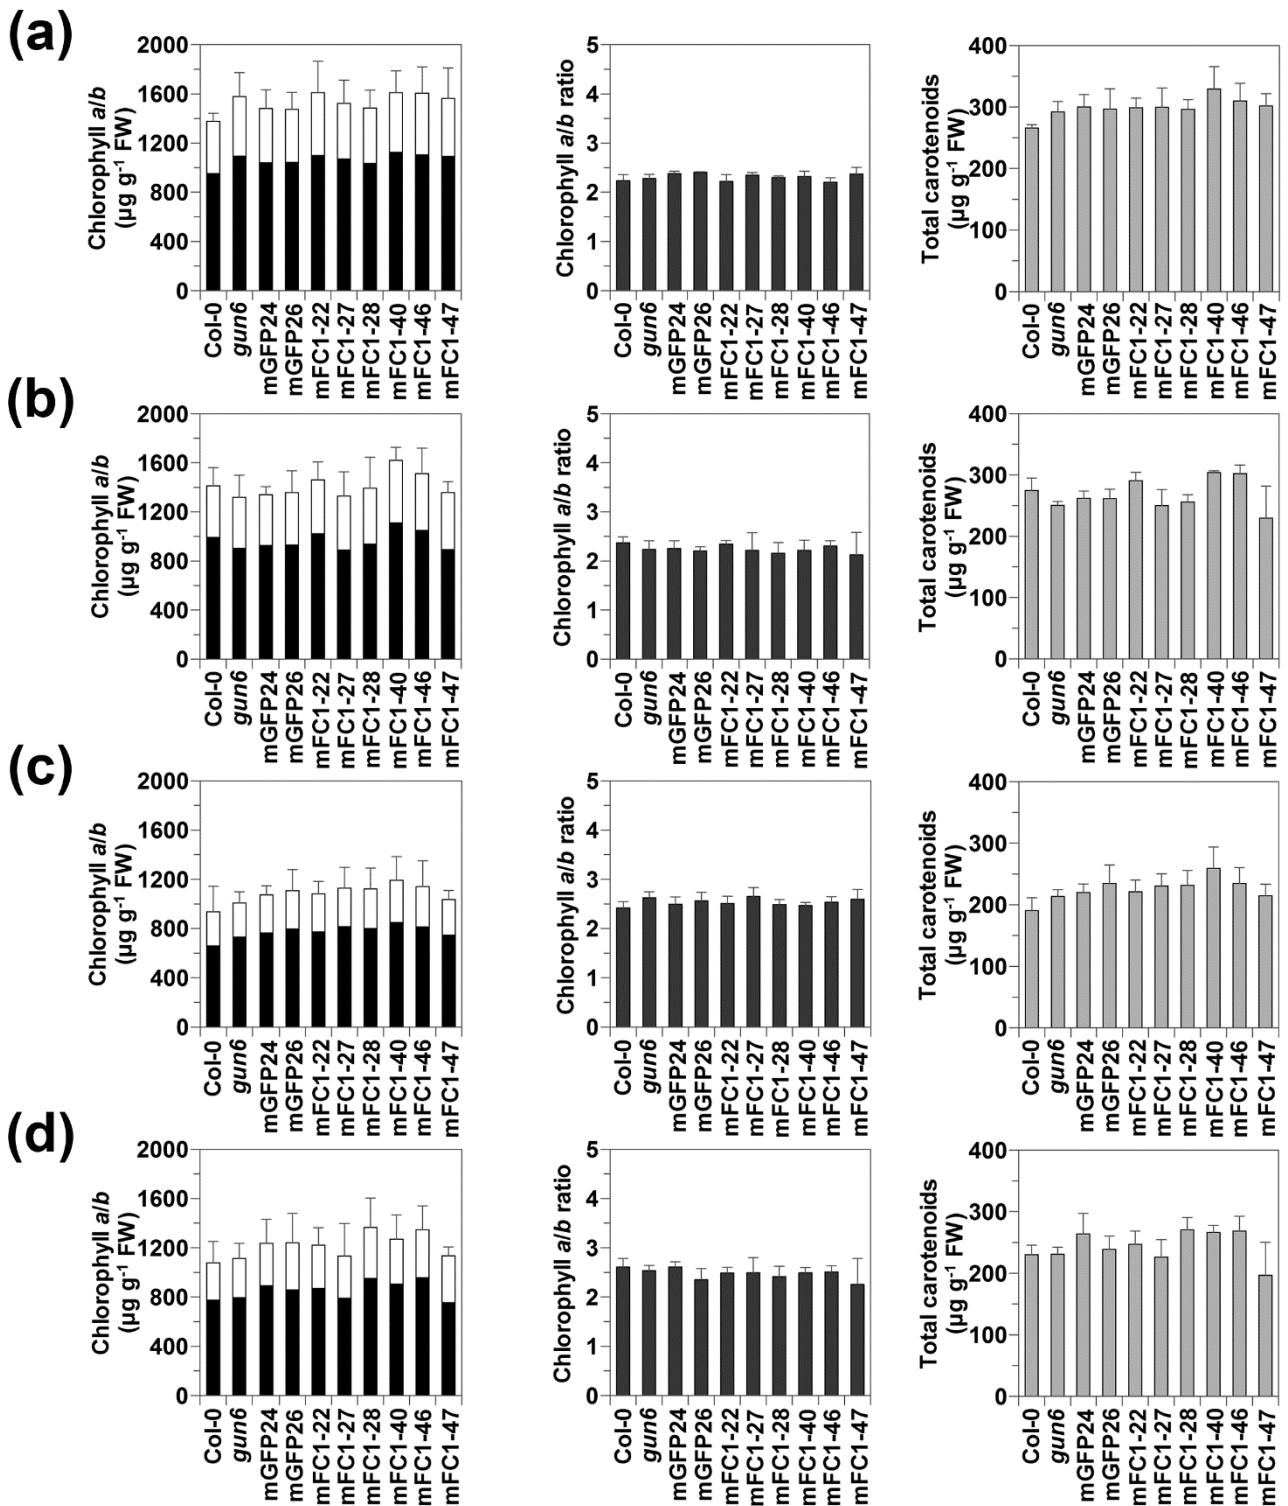 (a)
Chlorophyll a/b
(µg g-1 FW)
2000
1600
1200
800
400
0
Col-0
gun6
mGFP24
mGFP26
mFC1-22
mFC1-27
mFC1-28
mFC1-40
mFC1-46
mFC1-47
Chlorophyll a/b ratio
5
4
3
2
1
0
Col-0
gun6
mGFP24
mGFP26
mFC1-22
mFC1-27
mFC1-28
mFC1-40
mFC1-46
mFC1-47
Total carotenoids
(µg g-1 FW)
400
300
200
100
0
Col-0
gun6
mGFP24
mGFP26
mFC1-22
mFC1-27
mFC1-28
mFC1-40
mFC1-46
mFC1-47
(b)
Chlorophyll a/b
(µg g-1 FW)
2000
1600
1200
800
400
0
Col-0
gun6
mGFP24
mGFP26
mFC1-22
mFC1-27
mFC1-28
mFC1-40
mFC1-46
mFC1-47
Chlorophyll a/b ratio
5
4
3
2
1
0
Col-0
gun6
mGFP24
mGFP26
mFC1-22
mFC1-27
mFC1-28
mFC1-40
mFC1-46
mFC1-47
Total carotenoids
(µg g-1 FW)
400
300
200
100
0
Col-0
gun6
mGFP24
mGFP26
mFC1-22
mFC1-27
mFC1-28
mFC1-40
mFC1-46
mFC1-47
(c)
Chlorophyll a/b
(µg g-1 FW)
2000
1600
1200
800
400
0
Col-0
gun6
mGFP24
mGFP26
mFC1-22
mFC1-27
mFC1-28
mFC1-40
mFC1-46
mFC1-47
Chlorophyll a/b ratio
5
4
3
2
1
0
Col-0
gun6
mGFP24
mGFP26
mFC1-22
mFC1-27
mFC1-28
mFC1-40
mFC1-46
mFC1-47
Total carotenoids
(µg g-1 FW)
400
300
200
100
0
Col-0
gun6
mGFP24
mGFP26
mFC1-22
mFC1-27
mFC1-28
mFC1-40
mFC1-46
mFC1-47
(d)
Chlorophyll a/b
(µg g-1 FW)
2000
1600
1200
800
400
0
Col-0
gun6
mGFP24
mGFP26
mFC1-22
mFC1-27
mFC1-28
mFC1-40
mFC1-46
mFC1-47
Chlorophyll a/b ratio
5
4
3
2
1
0
Col-0
gun6
mGFP24
mGFP26
mFC1-22
mFC1-27
mFC1-28
mFC1-40
mFC1-46
mFC1-47
Total carotenoids
(µg g-1 FW)
400
300
200
100
0
Col-0
gun6
mGFP24
mGFP26
mFC1-22
mFC1-27
mFC1-28
mFC1-40
mFC1-46
mFC1-47